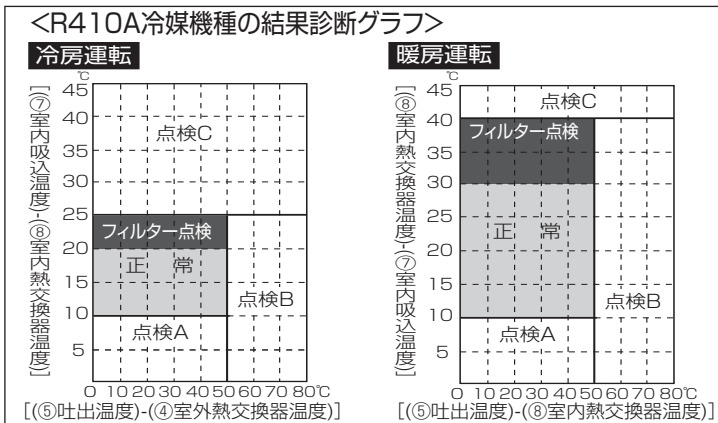 <R410A冷媒機種の結果診断グラフ>
冷房運転
℃
[(⑦室内吸込温度)-(⑧室内熱交換器温度)]
45
40
35
30
25
20
15
10
5
点検C
フィルター点検
正 常
点検B
点検A
0 10 20 30 40 50 60 70 80℃
[(⑤吐出温度)-(④室外熱交換器温度)]
暖房運転
℃
[(⑧室内熱交換器温度)-(⑦室内吸込温度)]
45
40
35
30
25
20
15
10
5
点検C
フィルター点検
正 常
点検B
点検A
0 10 20 30 40 50 60 70 80℃
[(⑤吐出温度)-(⑧室内熱交換器温度)]